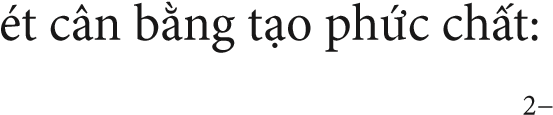 ét cân bằng tạo phức chất:
2−